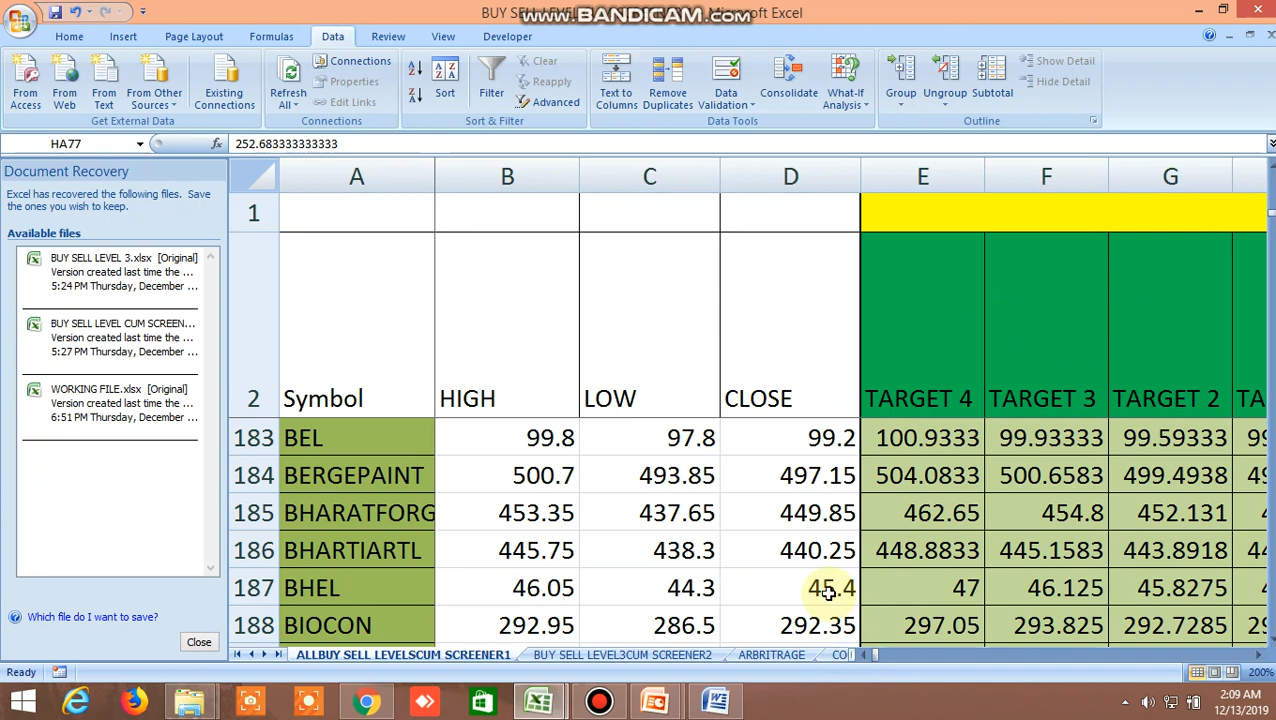 BUY SELL LEVEL
www.BANDICAM.com
Microsoft Excel
Home Insert Page Layout Formulas Data Review View Developer
From Access
From Web
From Text
From Other Sources
Existing Connections
Get External Data
Refresh All
Connections
Properties
Edit Links
Connections
Sort
Filter
Clear
Reapply
Advanced
Sort & Filter
Text to Columns
Remove Duplicates
Data Validation
Consolidate
What-If Analysis
Data Tools
Group
Ungroup
Subtotal
Show Detail
Hide Detail
Outline
HA77 fx 252.683333333333
Document Recovery
Excel has recovered the following files. Save
the ones you wish to keep.
Available files
BUY SELL LEVEL 3.xlsx [Original]
Version created last time the ...
5:24 PM Thursday, December ...
BUY SELL LEVEL CUM SCREEN...
Version created last time the ...
5:27 PM Thursday, December ...
WORKING FILE.xlsx [Original]
Version created last time the ...
6:51 PM Thursday, December ...
Which file do I want to save?
Close
A B C D E F G
1
2 Symbol HIGH LOW CLOSE TARGET 4 TARGET 3 TARGET 2 TA
183 BEL 99.8 97.8 99.2 100.9333 99.93333 99.59333 99
184 BERGEPAINT 500.7 493.85 497.15 504.0833 500.6583 499.4938 49
185 BHARATFORG 453.35 437.65 449.85 462.65 454.8 452.131 44
186 BHARTIARTL 445.75 438.3 440.25 448.8833 445.1583 443.8918 44
187 BHEL 46.05 44.3 45.4 47 46.125 45.8275 4
188 BIOCON 292.95 286.5 292.35 297.05 293.825 292.7285 29
ALLBUY SELL LEVELSCUM SCREENER1 BUY SELL LEVEL3CUM SCREENER2 ARBRITRAGE CO
Ready 200%
2:09 AM
12/13/2019